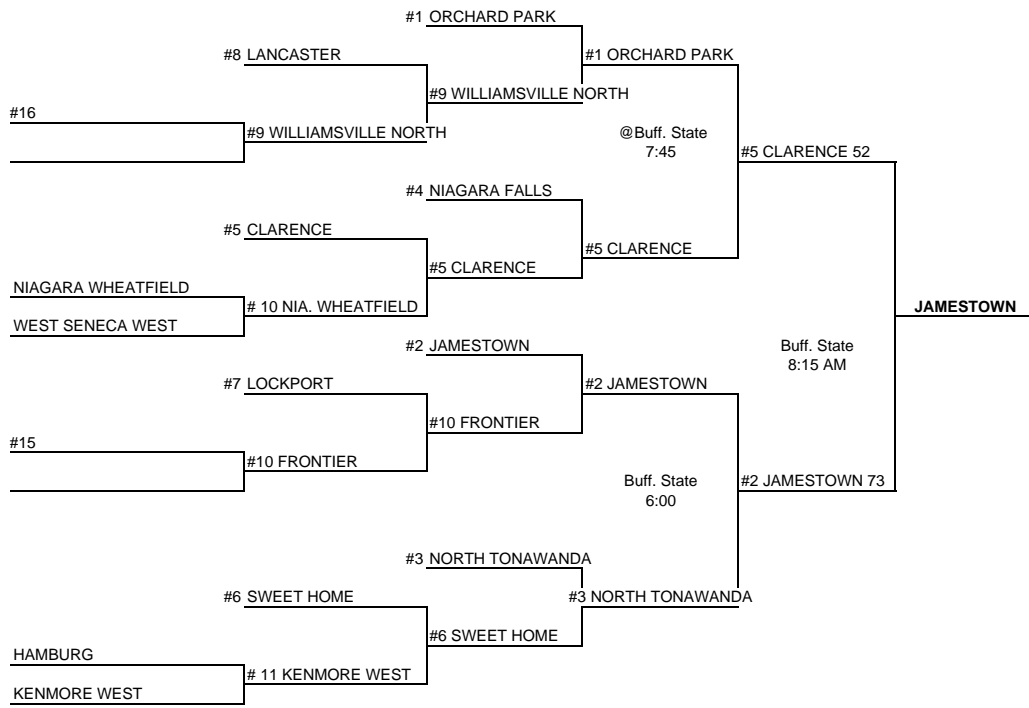 #1 ORCHARD PARK
#8 LANCASTER
#1 ORCHARD PARK
#9 WILLIAMSVILLE NORTH
#16
#9 WILLIAMSVILLE NORTH
@Buff. State
7:45
#5 CLARENCE 52
#4 NIAGARA FALLS
#5 CLARENCE
#5 CLARENCE
#5 CLARENCE
NIAGARA WHEATFIELD
# 10 NIA. WHEATFIELD
JAMESTOWN
WEST SENECA WEST
#2 JAMESTOWN
Buff. State
8:15 AM
#7 LOCKPORT
#2 JAMESTOWN
#10 FRONTIER
#15
#10 FRONTIER
Buff. State
6:00
#2 JAMESTOWN 73
#3 NORTH TONAWANDA
#6 SWEET HOME
#3 NORTH TONAWANDA
#6 SWEET HOME
HAMBURG
# 11 KENMORE WEST
KENMORE WEST